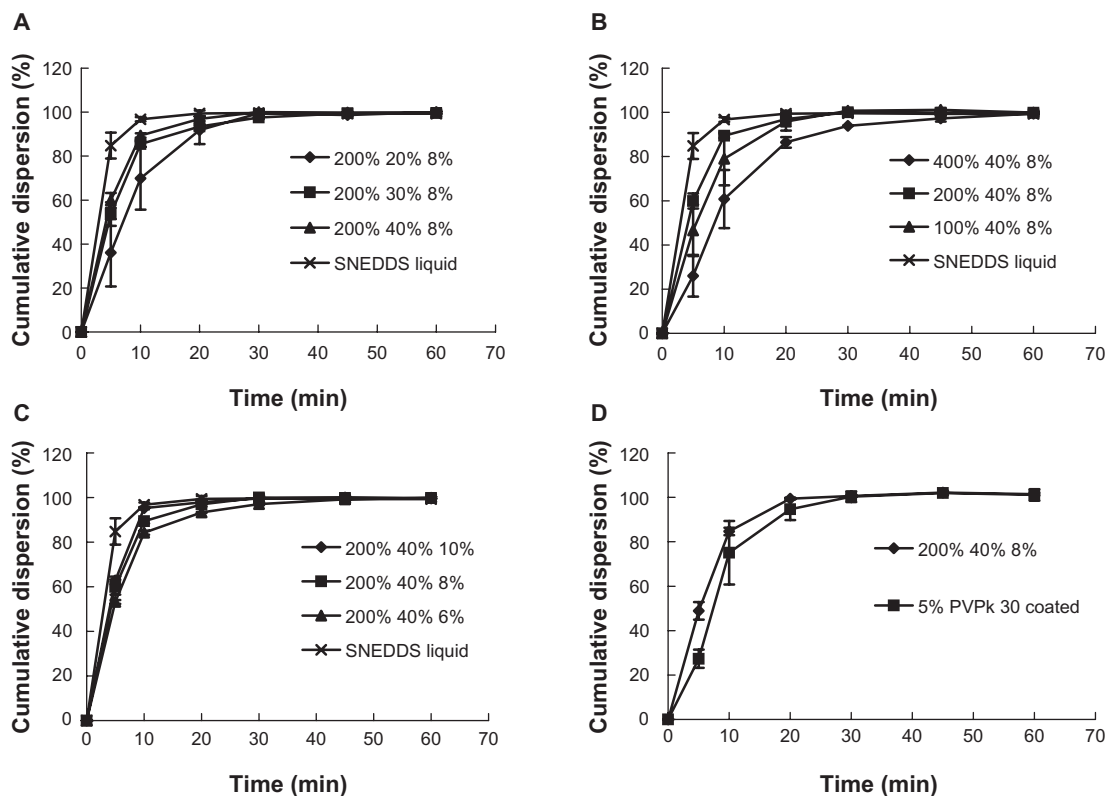 A
Cumulative dispersion (%)
120
100
80
60
40
20
0
0 10 20 30 40 50 60 70
Time (min)
200% 20% 8%
200% 30% 8%
200% 40% 8%
SNEDDS liquid
B
Cumulative dispersion (%)
120
100
80
60
40
20
0
0 10 20 30 40 50 60 70
Time (min)
400% 40% 8%
200% 40% 8%
100% 40% 8%
SNEDDS liquid
C
Cumulative dispersion (%)
120
100
80
60
40
20
0
0 10 20 30 40 50 60 70
Time (min)
200% 40% 10%
200% 40% 8%
200% 40% 6%
SNEDDS liquid
D
Cumulative dispersion (%)
120
100
80
60
40
20
0
0 10 20 30 40 50 60 70
Time (min)
200% 40% 8%
5% PVPk 30 coated